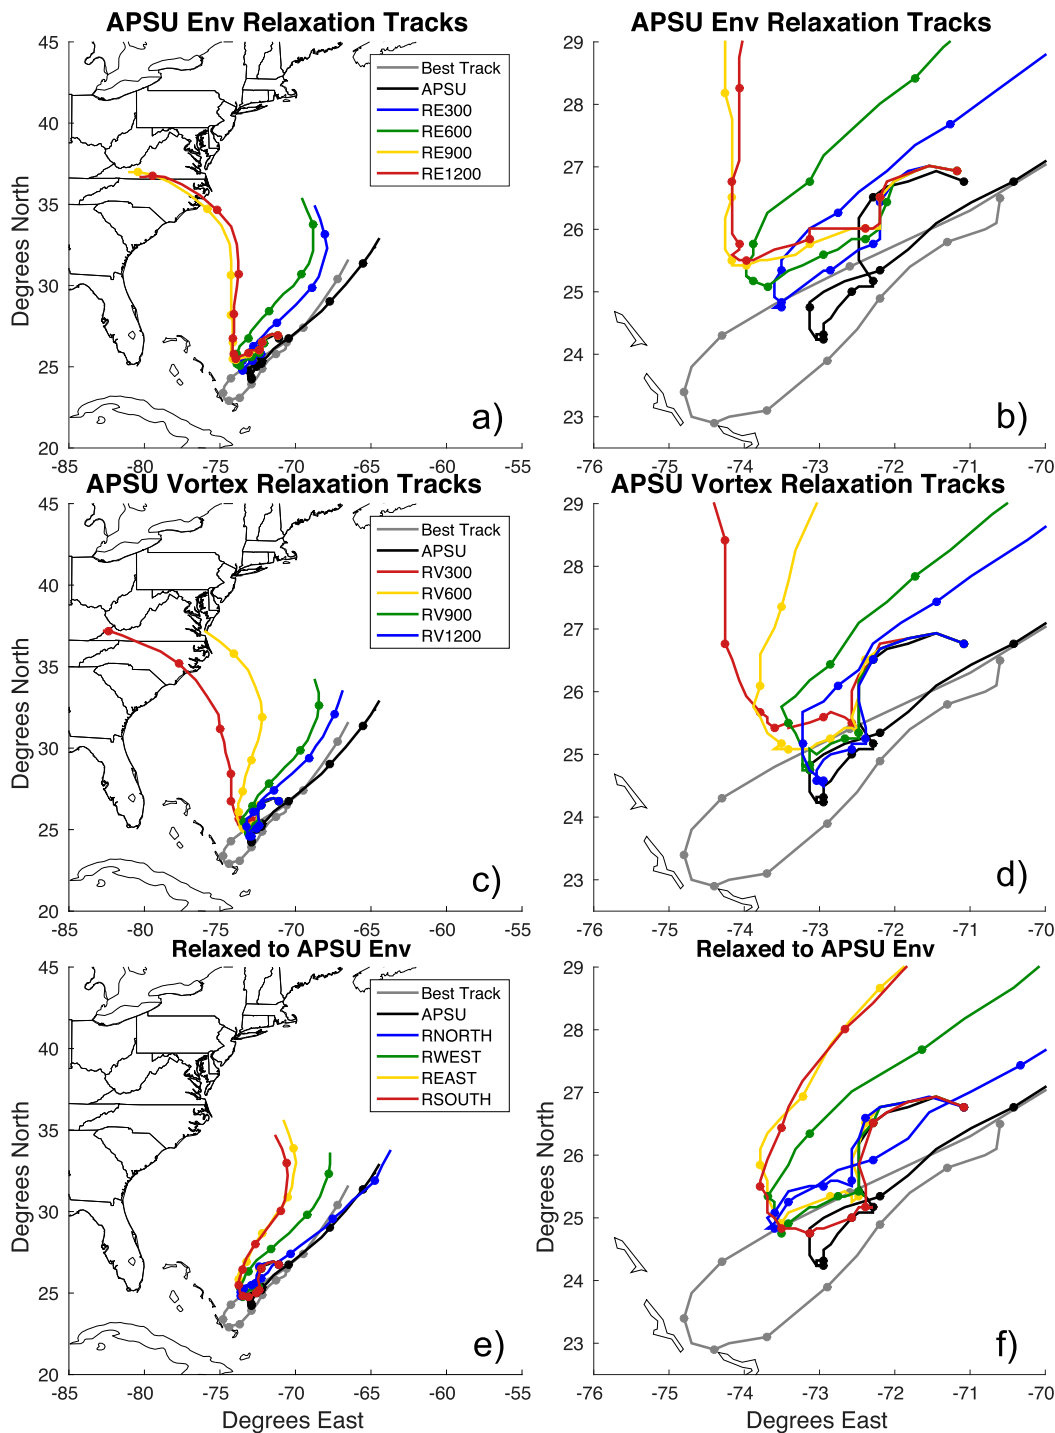 APSU Env Relaxation Tracks
APSU Env Relaxation Tracks
45
40
35
30
25
20
Degrees North
-85
-80
-75
-70
-65
-60
-55
Best Track
APSU
RE300
RE600
RE900
RE1200
a)
29
28
27
26
25
24
23
-76
-75
-74
-73
-72
-71
-70
b)
APSU Vortex Relaxation Tracks
APSU Vortex Relaxation Tracks
45
40
35
30
25
20
Degrees North
-85
-80
-75
-70
-65
-60
-55
Best Track
APSU
RV300
RV600
RV900
RV1200
c)
29
28
27
26
25
24
23
-76
-75
-74
-73
-72
-71
-70
d)
Relaxed to APSU Env
Relaxed to APSU Env
45
40
35
30
25
20
Degrees North
-85
-80
-75
-70
-65
-60
-55
Degrees East
Best Track
APSU
RNORTH
RWEST
REAST
RSOUTH
e)
29
28
27
26
25
24
23
Degrees North
-76
-75
-74
-73
-72
-71
-70
Degrees East
f)